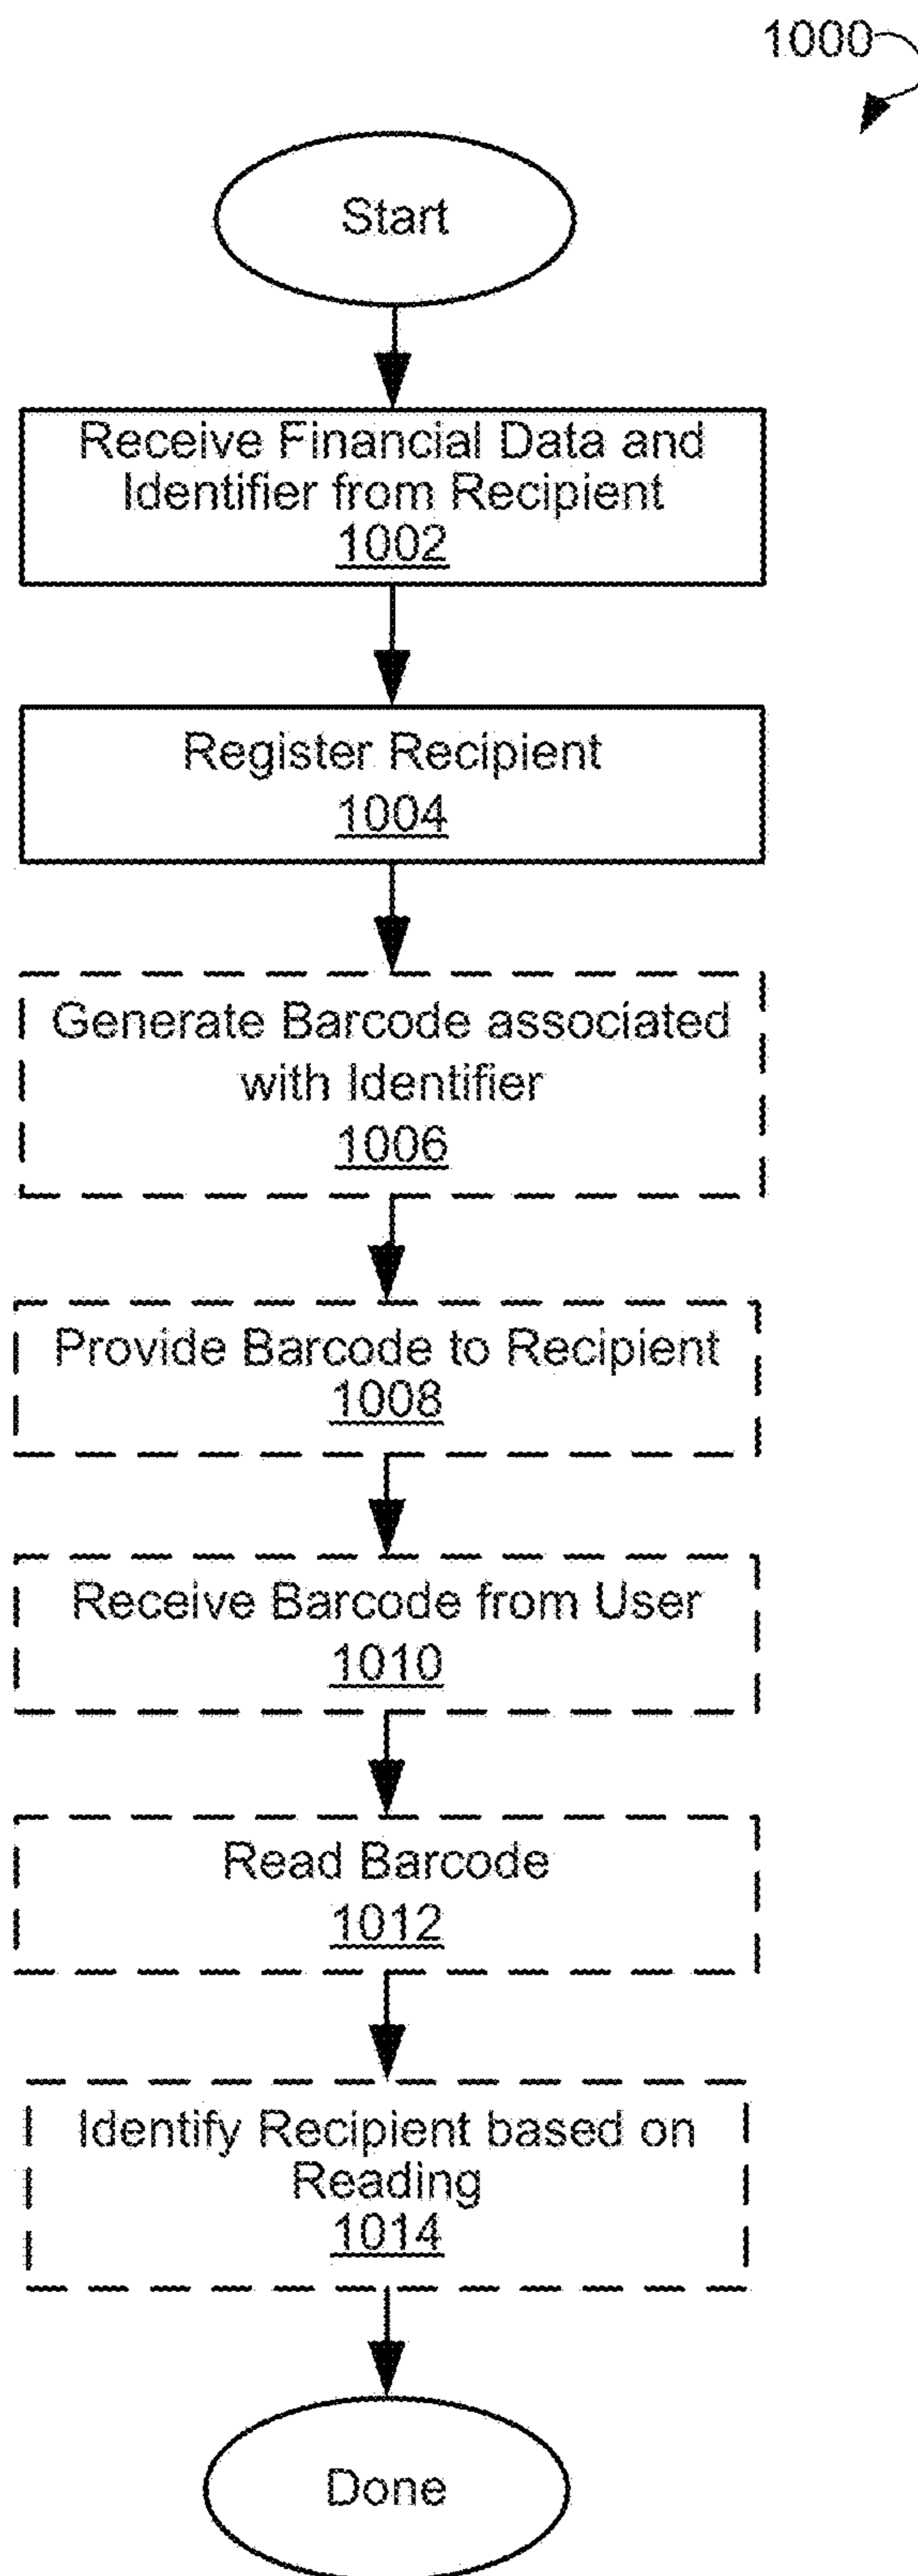 1000
Start
Receive Financial Data and
Identifier from Recipient
1002
Register Recipient
1004
Generate Barcode associated
with Identifier
1006
Provide Barcode to Recipient
1008
Receive Barcode from User
1010
Read Barcode
1012
Identify Recipient based on
Reading
1014
Done